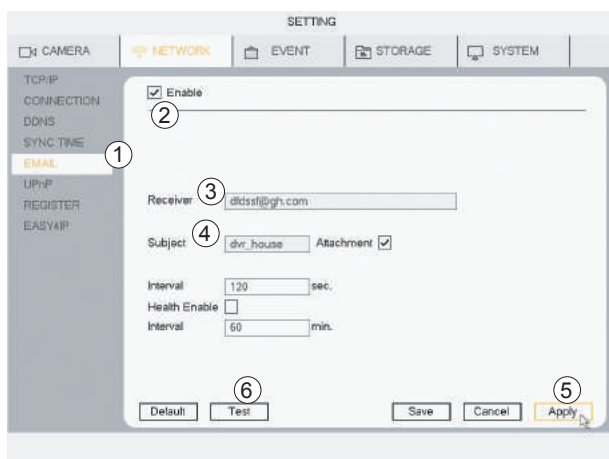 SETTING
CAMERA NETWORK EVENT STORAGE SYSTEM
TCP/IP
CONNECTION
DDNS
SYNC TIME
EMAIL
UPnP
REGISTER
EASY4IP
1
Enable
2
Receiver 3 dfdssf@gh.com
Subject 4 dvr_house Attachment
Interval 120 sec.
Health Enable
Interval 60 min.
6 5
Default Test Save Cancel Apply